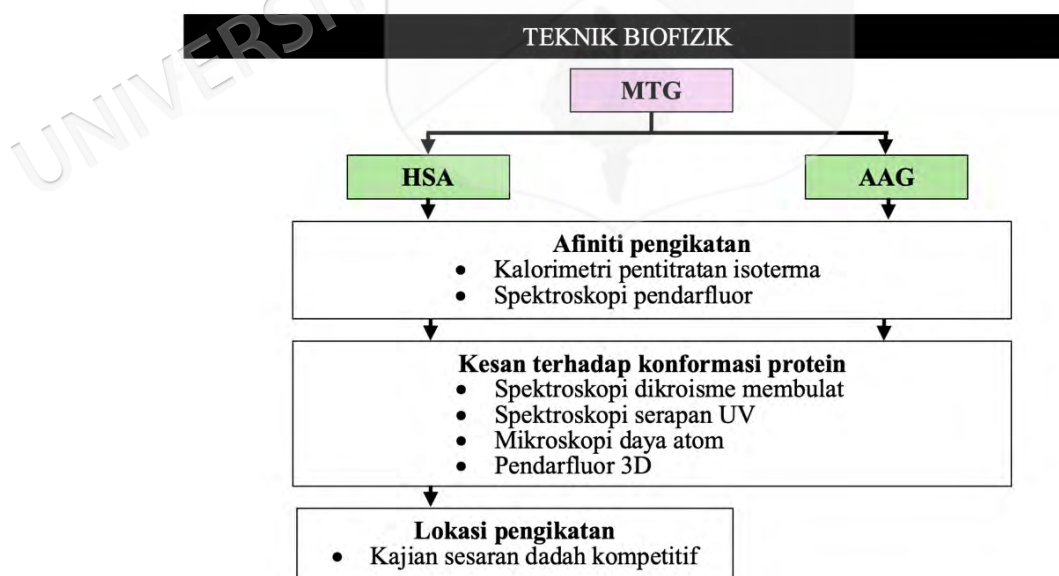 UNIVERSI
TEKNIK BIOFIZIK
MTG
HSA
AAG
Afiniti pengikatan
• Kalorimetri pentitratan isoterma
• Spektroskopi pendarfluor
Kesan terhadap konformasi protein
• Spektroskopi dikroisme membulat
• Spektroskopi serapan UV
• Mikroskopi daya atom
• Pendarfluor 3D
Lokasi pengikatan
• Kajian sesaran dadah kompetitif